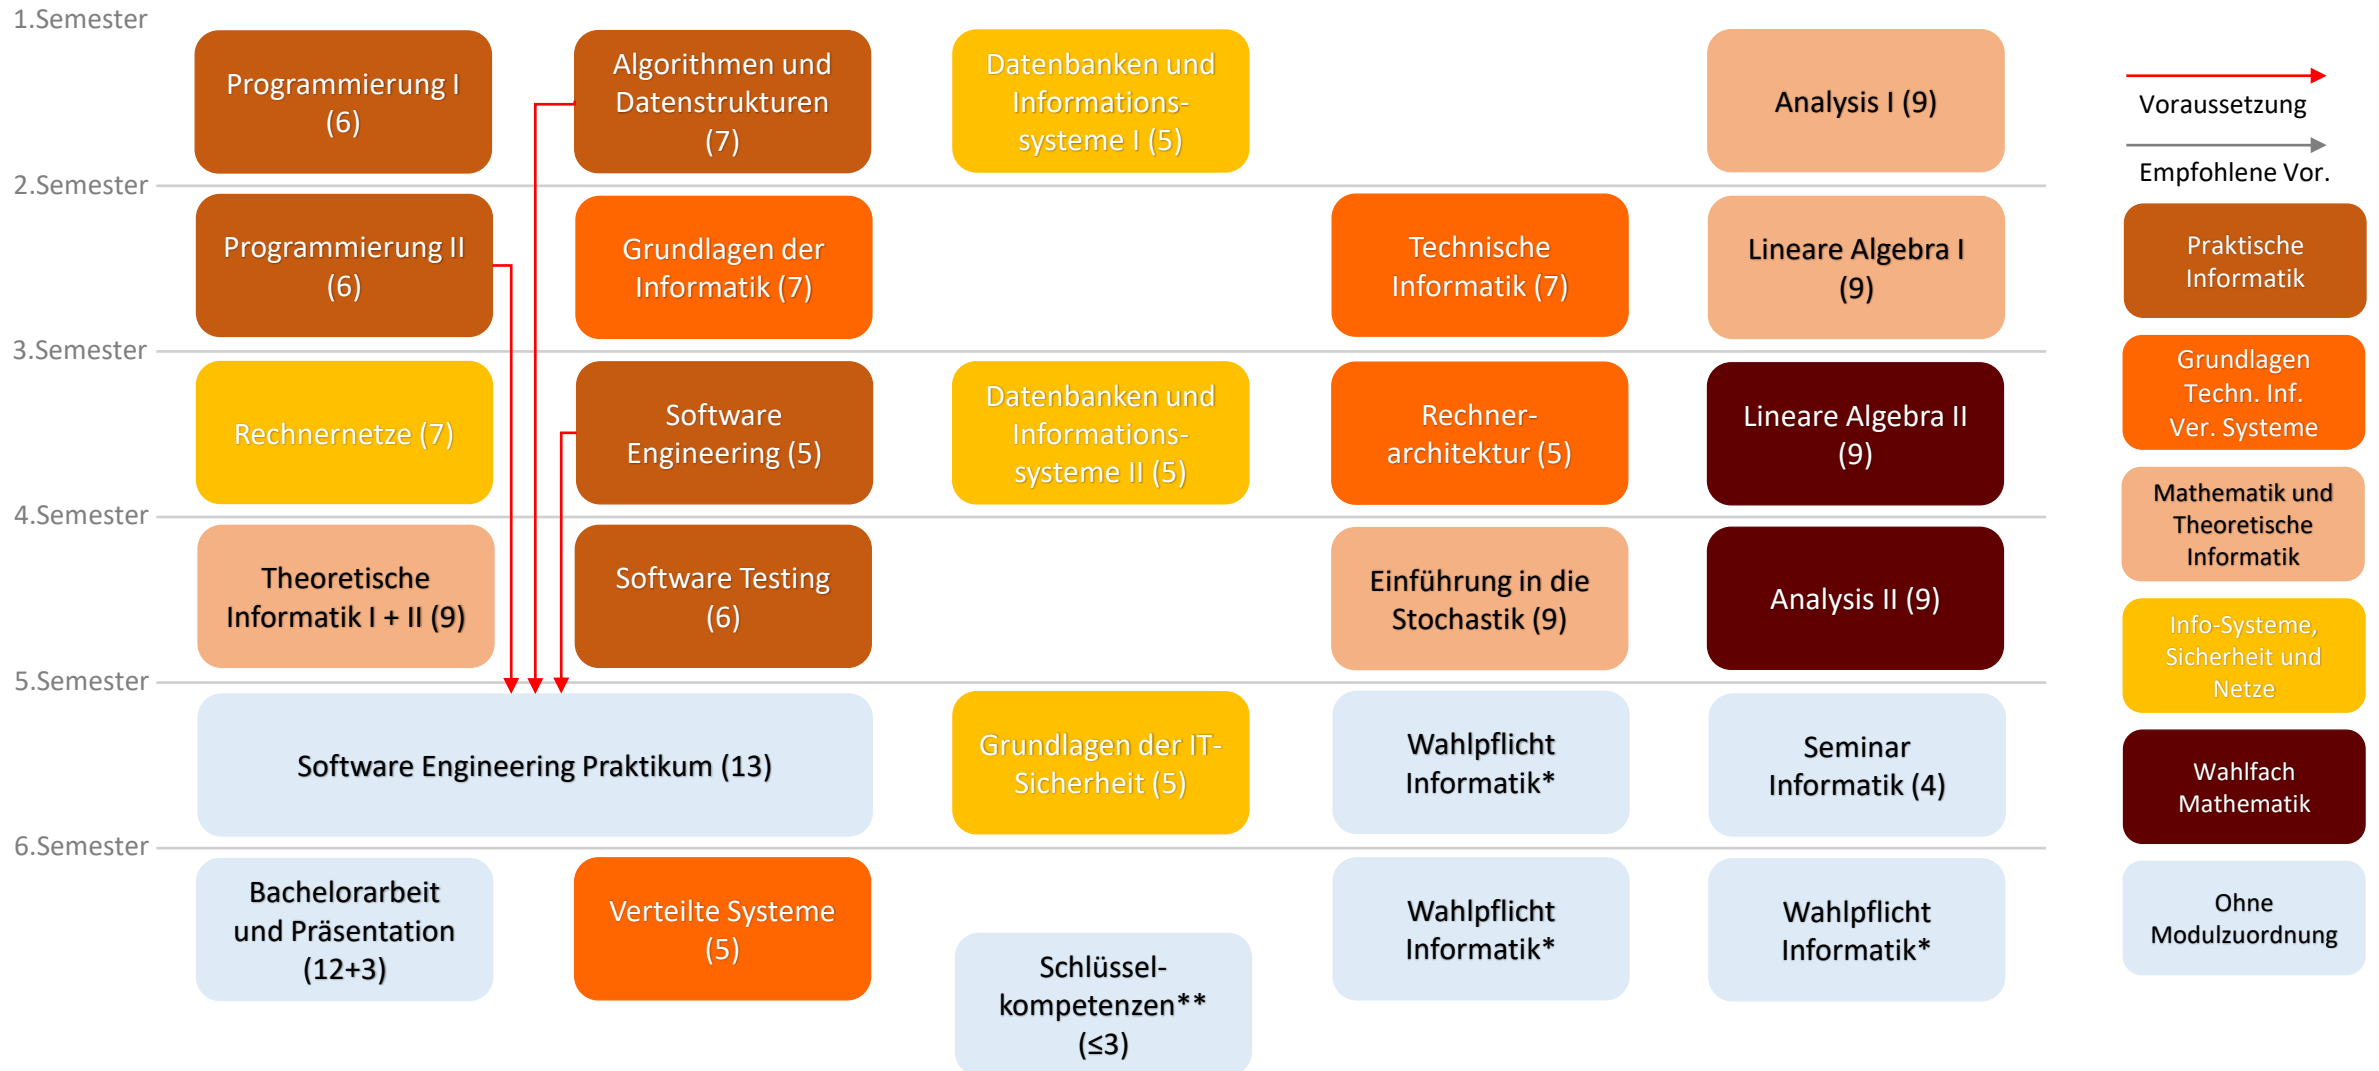 1.Semester
Programmierung I
(6)
Algorithmen und
Datenstrukturen
(7)
Datenbanken und
Informations-
systeme I (5)
Analysis I (9)
2.Semester
Programmierung II
(6)
Grundlagen der
Informatik (7)
Technische
Informatik (7)
Lineare Algebra I
(9)
3.Semester
Rechnernetze (7)
Software
Engineering (5)
Datenbanken und
Informations-
systeme II (5)
Rechner-
architektur (5)
Lineare Algebra II
(9)
4.Semester
Theoretische
Informatik I + II (9)
Software Testing
(6)
Einführung in die
Stochastik (9)
Analysis II (9)
5.Semester
Software Engineering Praktikum (13)
Grundlagen der IT-
Sicherheit (5)
Wahlpflicht
Informatik*
Seminar
Informatik (4)
6.Semester
Bachelorarbeit
und Präsentation
(12+3)
Verteilte Systeme
(5)
Schlüssel-
kompetenzen**
(≤3)
Wahlpflicht
Informatik*
Wahlpflicht
Informatik*
Voraussetzung
Empfohlene Vor.
Praktische
Informatik
Grundlagen
Techn. Inf.
Ver. Systeme
Mathematik und
Theoretische
Informatik
Info-Systeme,
Sicherheit und
Netze
Wahlfach
Mathematik
Ohne
Modulzuordnung